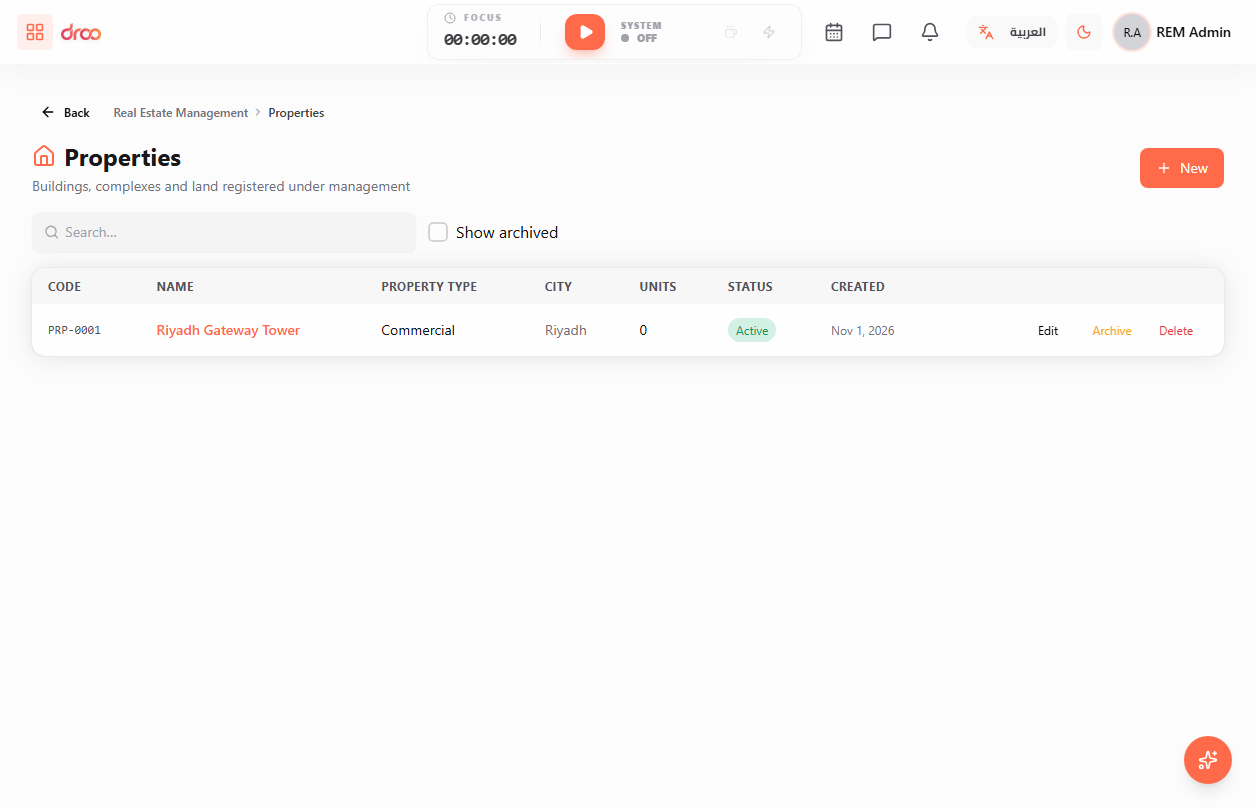 droo
FOCUS
00:00:00
SYSTEM
OFF
العربية
R.A
REM Admin
Back
Real Estate Management > Properties
Properties
Buildings, complexes and land registered under management
+ New
Search...
Show archived
CODE NAME PROPERTY TYPE CITY UNITS STATUS CREATED
PRP-0001 Riyadh Gateway Tower Commercial Riyadh 0 Active Nov 1, 2026 Edit Archive Delete